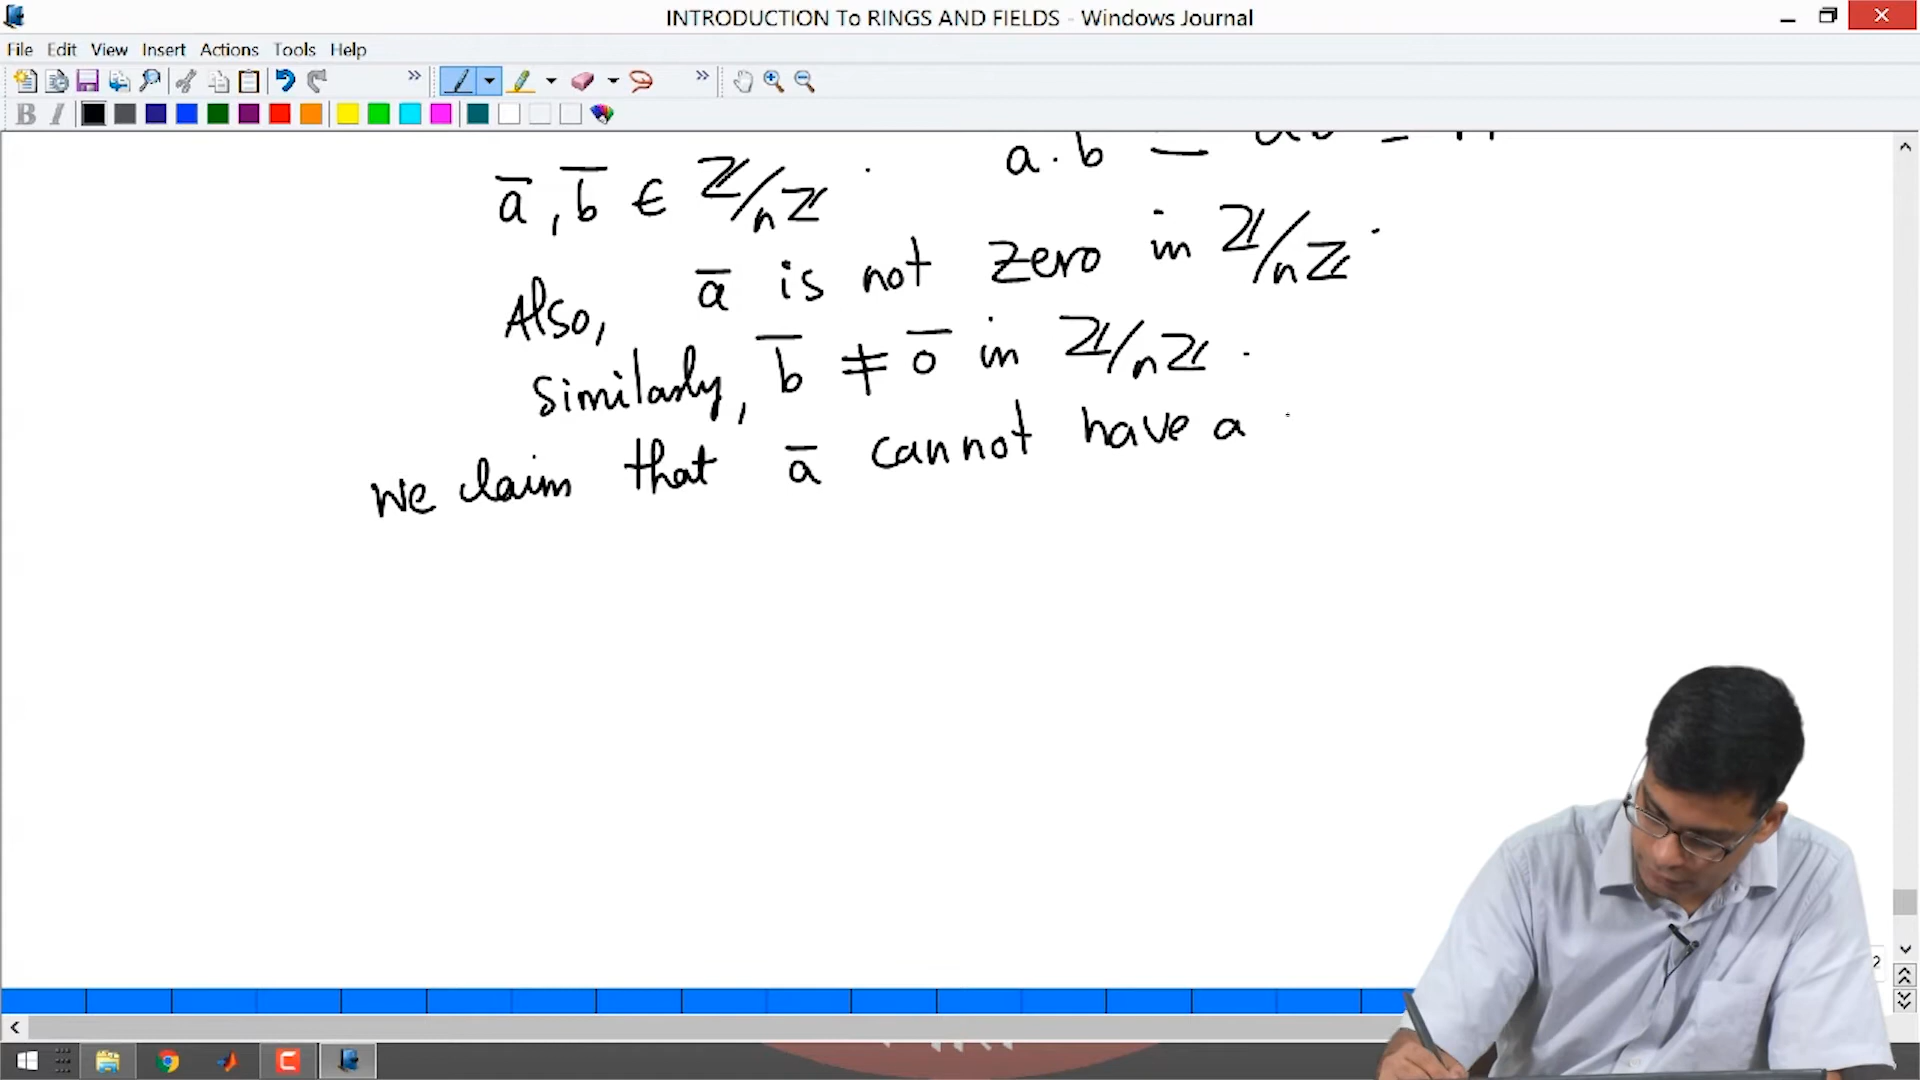 INTRODUCTION To RINGS AND FIELDS - Windows Journal
File Edit View Insert Actions Tools Help
B I
a̅, b̅ ∈ ℤ/nℤ .
Also, a̅ is not zero in ℤ/nℤ .
Similarly, b̅ ≠ 0̅ in ℤ/nℤ .
We claim that a̅ cannot have a
2